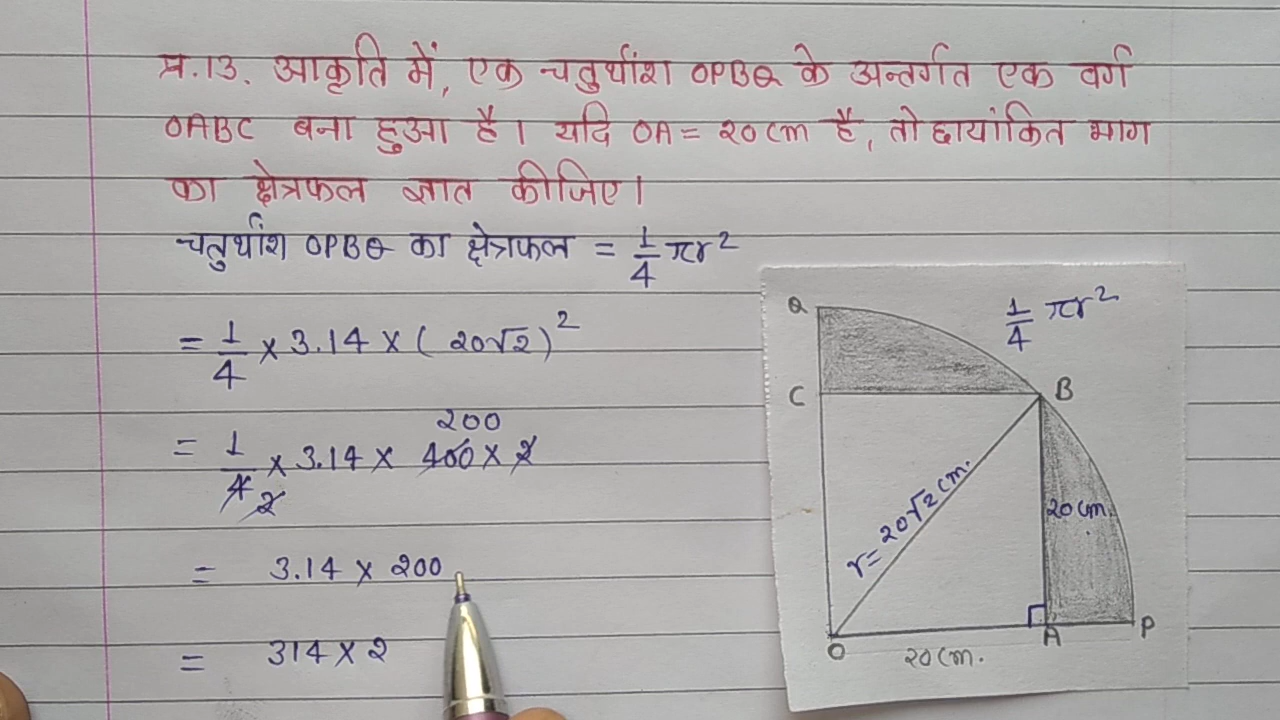 प्र.13. आकृति में, एक चतुर्थांश OPBQ के अन्तर्गत एक वर्ग
OABC बना हुआ है। यदि OA = 20cm है, तो छायांकित भाग
का क्षेत्रफल ज्ञात कीजिए।
चतुर्थांश OPBQ का क्षेत्रफल = 1/4 πr²
= 1/4 × 3.14 × ( 20√2)²
200
= 1/4 × 3.14 × 400 × 2
2
= 3.14 × 200
= 314 × 2
Q
1/4 πr²
C
B
r = 20√2 cm.
20 cm.
O
A
P
20 cm.